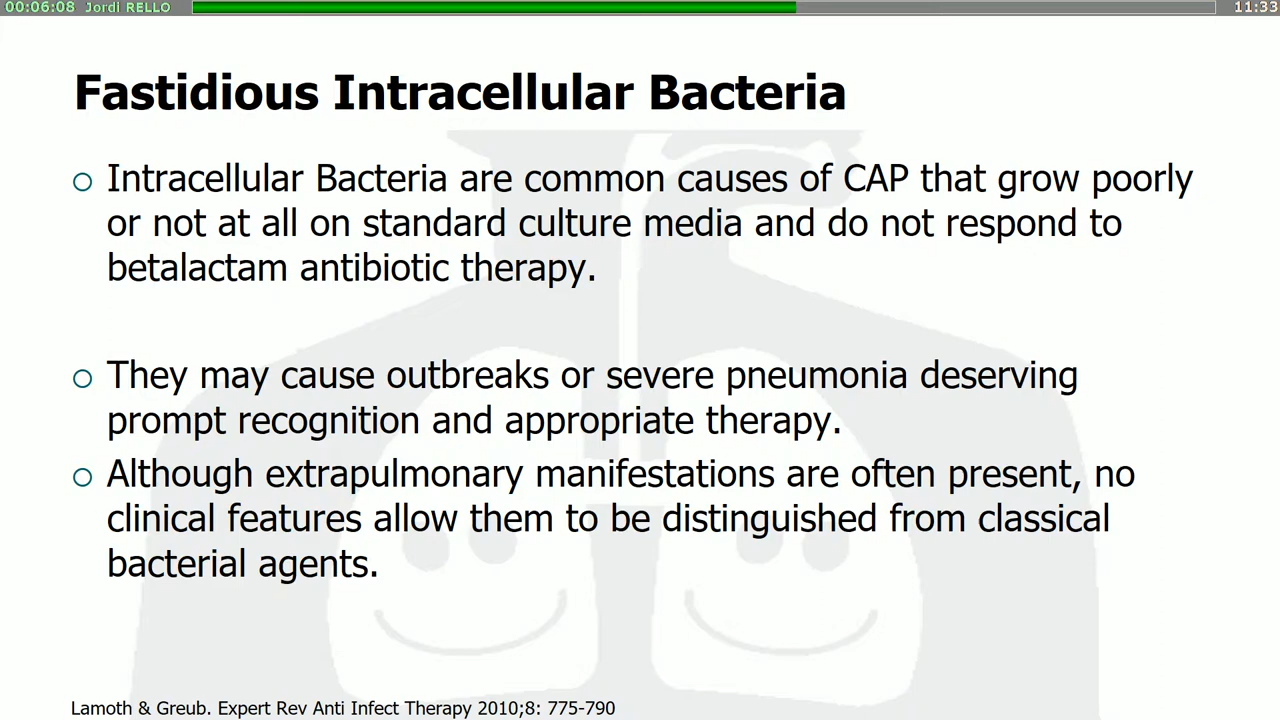 00:06:08 Jordi RELLO 11:33
Fastidious Intracellular Bacteria
Intracellular Bacteria are common causes of CAP that grow poorly
or not at all on standard culture media and do not respond to
betalactam antibiotic therapy.
They may cause outbreaks or severe pneumonia deserving
prompt recognition and appropriate therapy.
Although extrapulmonary manifestations are often present, no
clinical features allow them to be distinguished from classical
bacterial agents.
Lamoth & Greub. Expert Rev Anti Infect Therapy 2010;8: 775-790